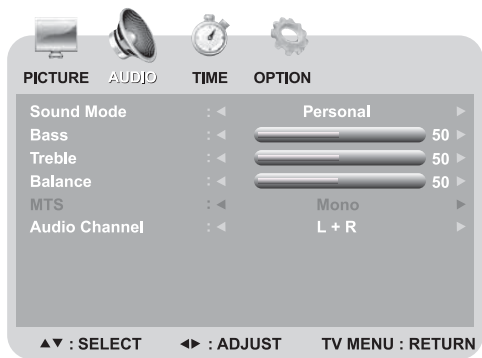 PICTURE AUDIO TIME OPTION
Sound Mode : ◀ Personal ▶
Bass : ◀ 50 ▶
Treble : ◀ 50 ▶
Balance : ◀ 50 ▶
MTS : ◀ Mono ▶
Audio Channel : ◀ L + R ▶
▲▼ : SELECT ◀▶ : ADJUST TV MENU : RETURN